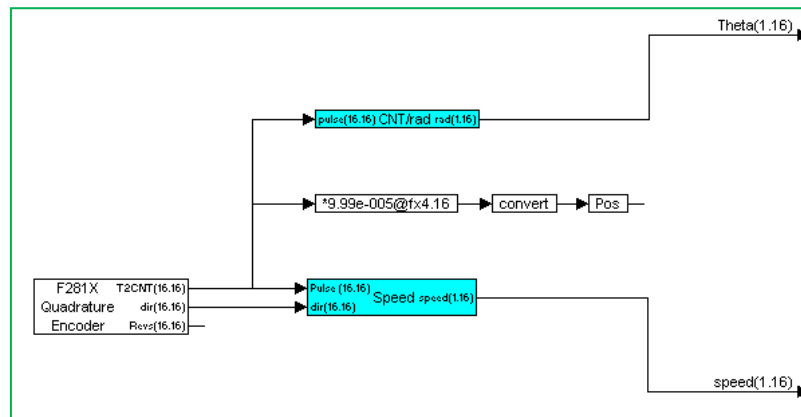 Theta(1.16)
pulse(16.16) CNT/rad rad(1.16)
*9.99e-005@fx4.16 convert Pos
F281X T2CNT(16.16)
Quadrature dir(16.16)
Encoder Revs(16.16)
Pulse (16.16)
Speed speed(1.16)
dir(16.16)
speed(1.16)